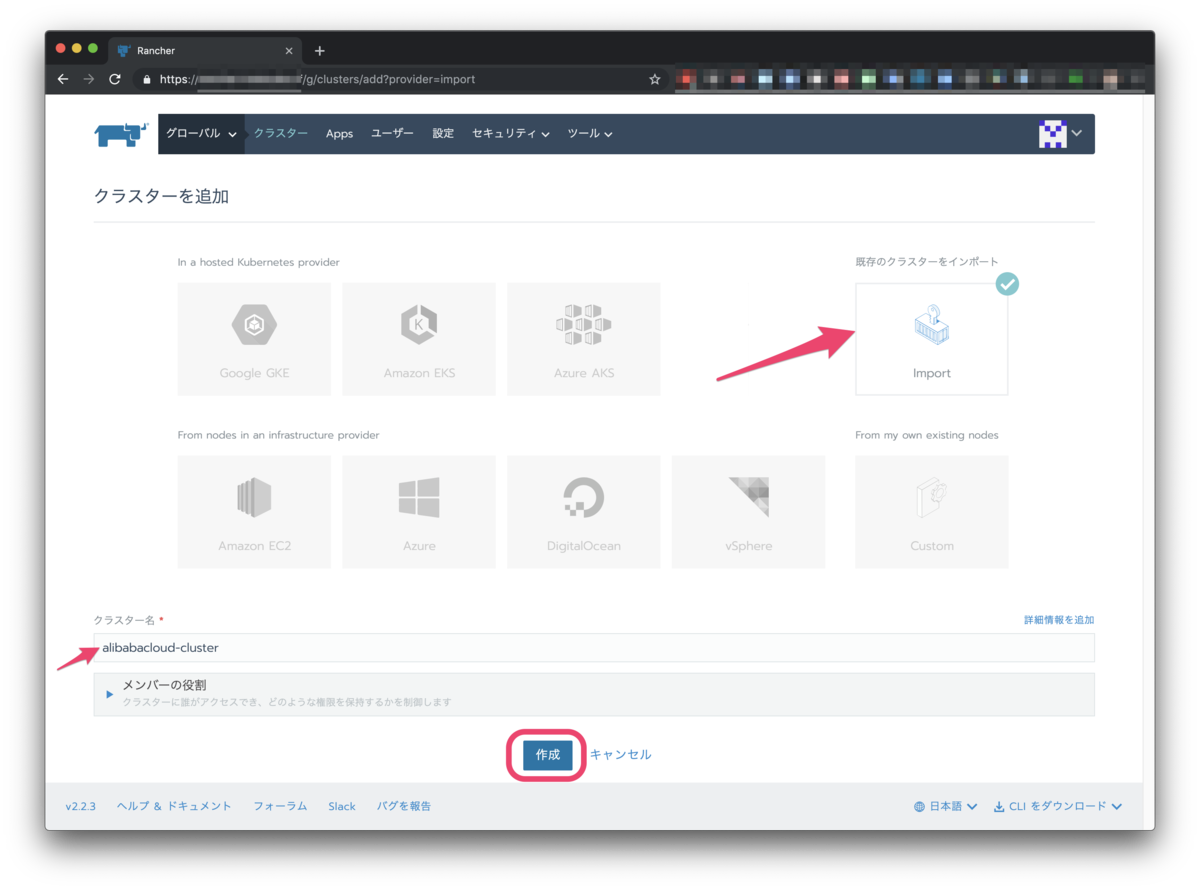 Rancher
https://
f/g/clusters/add?provider=import
グローバル クラスター Apps ユーザー 設定 セキュリティ ツール
クラスターを追加
In a hosted Kubernetes provider
既存のクラスターをインポート
Google GKE
Amazon EKS
Azure AKS
Import
From nodes in an infrastructure provider
From my own existing nodes
Amazon EC2
Azure
DigitalOcean
vSphere
Custom
クラスター名 *
詳細情報を追加
alibabacloud-cluster
メンバーの役割
クラスターに誰がアクセスでき、どのような権限を保持するかを制御します
作成 キャンセル
v2.2.3 ヘルプ & ドキュメント フォーラム Slack バグを報告 日本語 CLI をダウンロード